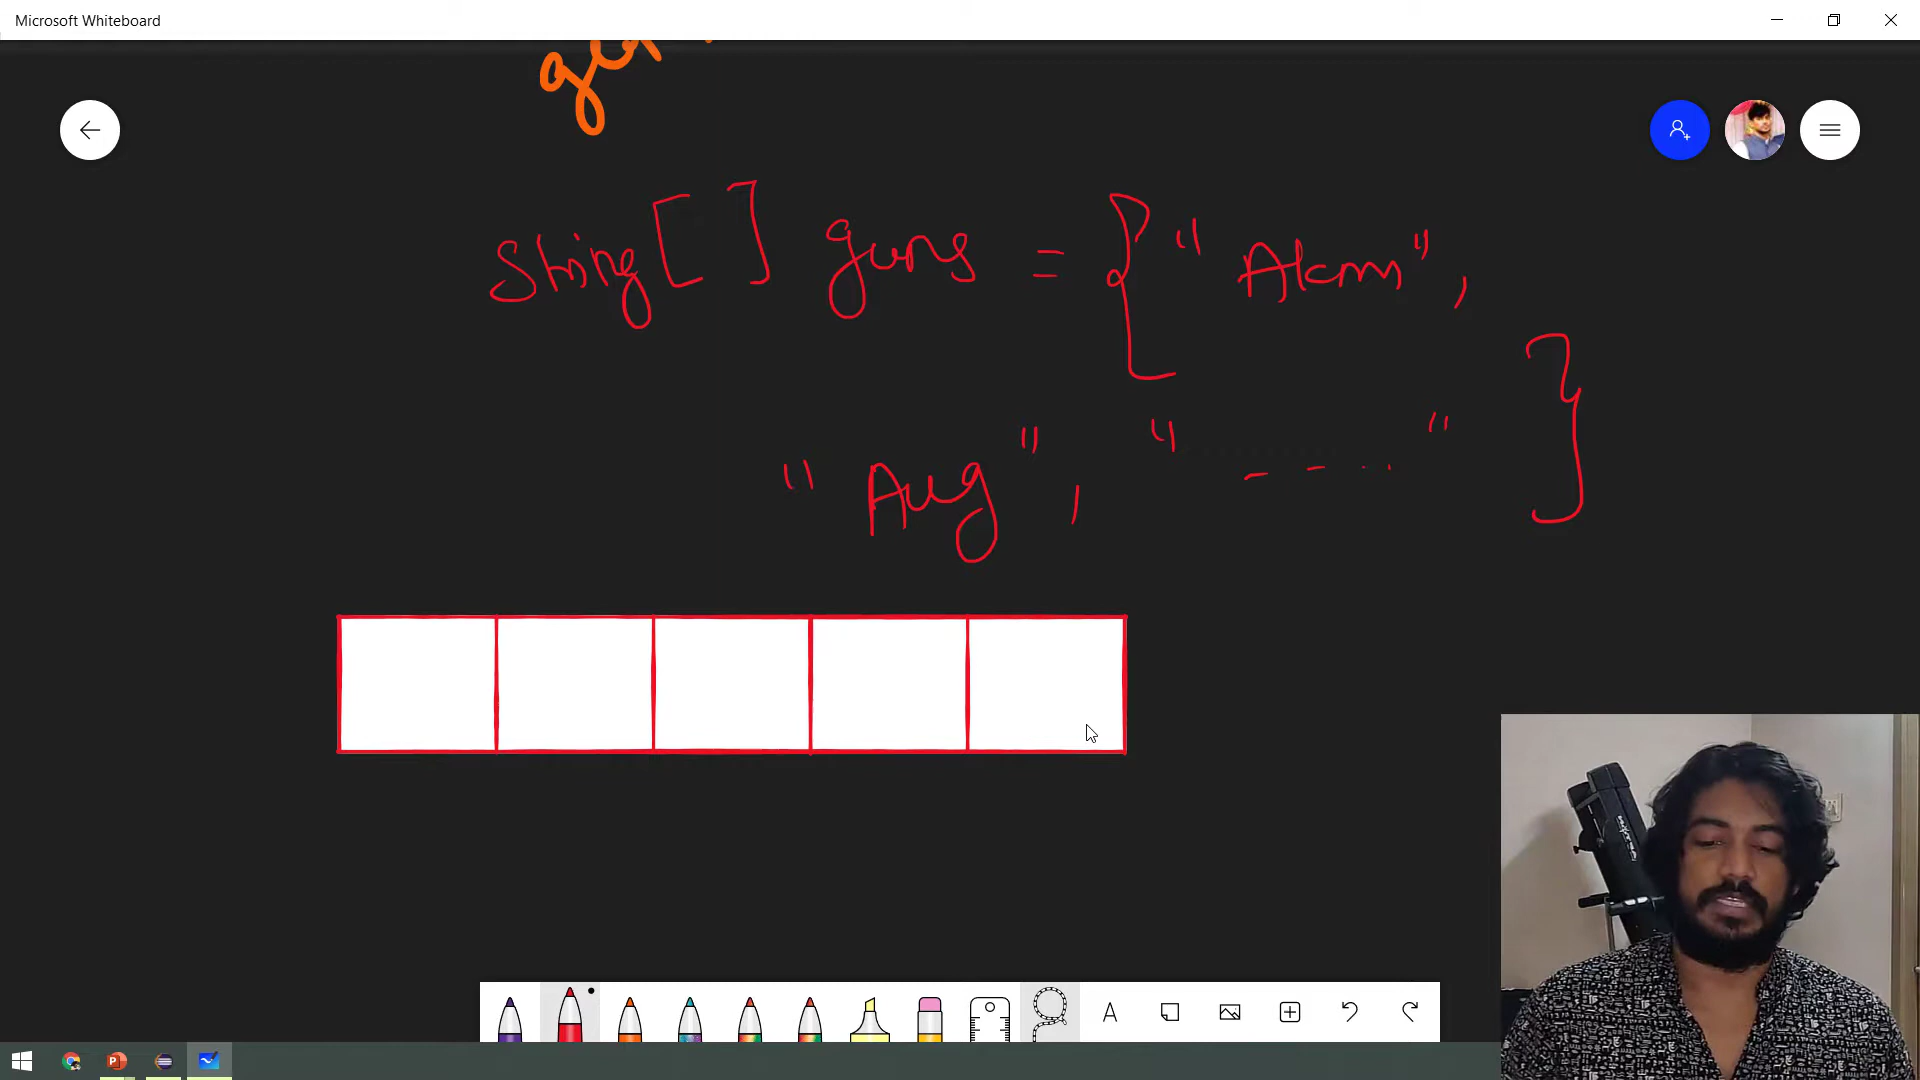 Microsoft Whiteboard
String[ ] guns = { "Akm",
"Aug", " - - - .. " }